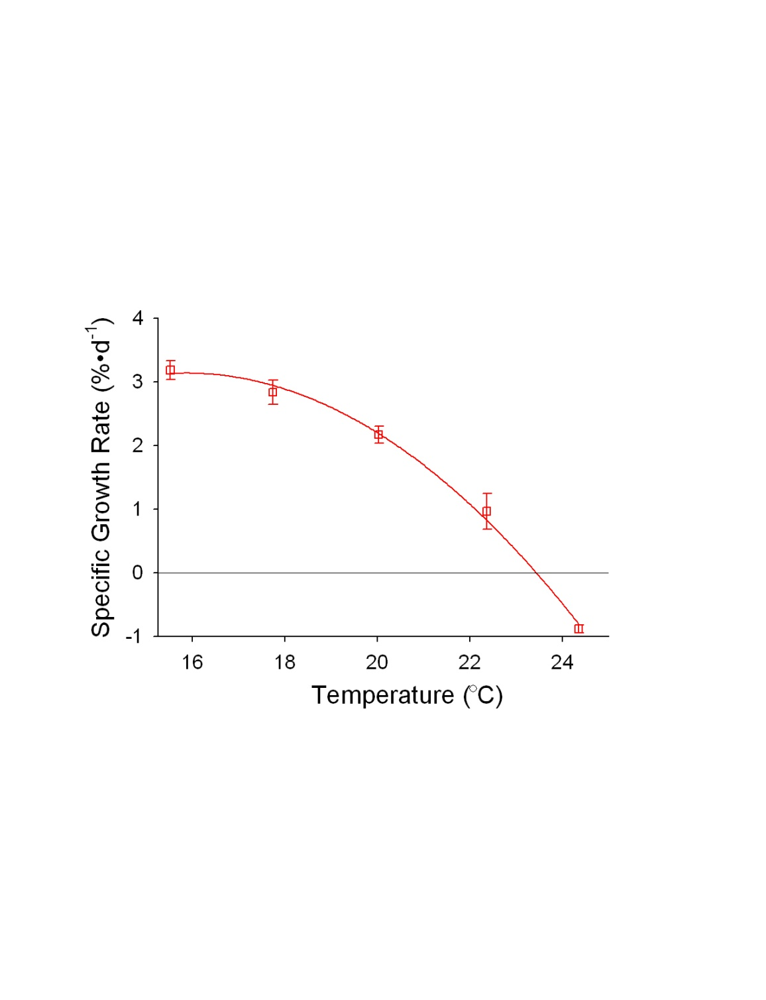 Specific Growth Rate (%•d-1)
4
3
2
1
0
-1
16 18 20 22 24
Temperature (°C)